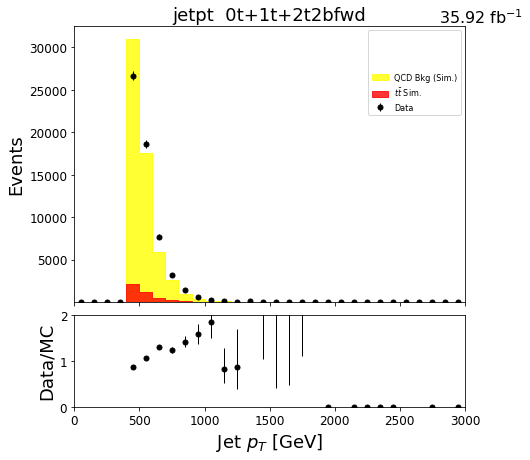 jetpt  0t+1t+2t2bfwd
35.92 fb⁻¹
30000
25000
20000
15000
10000
5000
Events
QCD Bkg (Sim.)
tt̄ Sim.
Data
2
1
0
Data/MC
0 500 1000 1500 2000 2500 3000
Jet p_T [GeV]